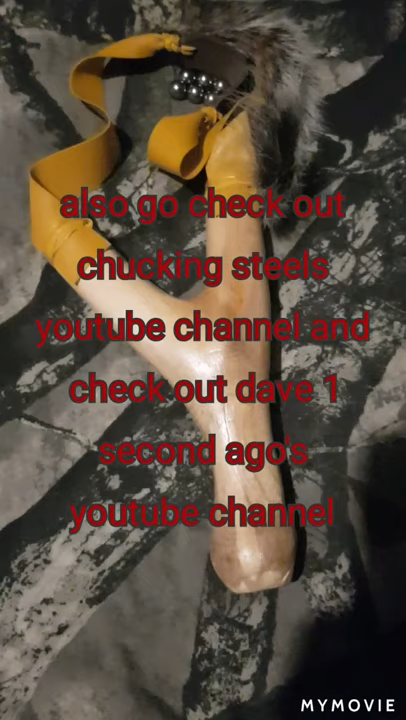 also go check out
chucking steels
youtube channel and
check out dave 1
second ago's
youtube channel
MYMOVIE